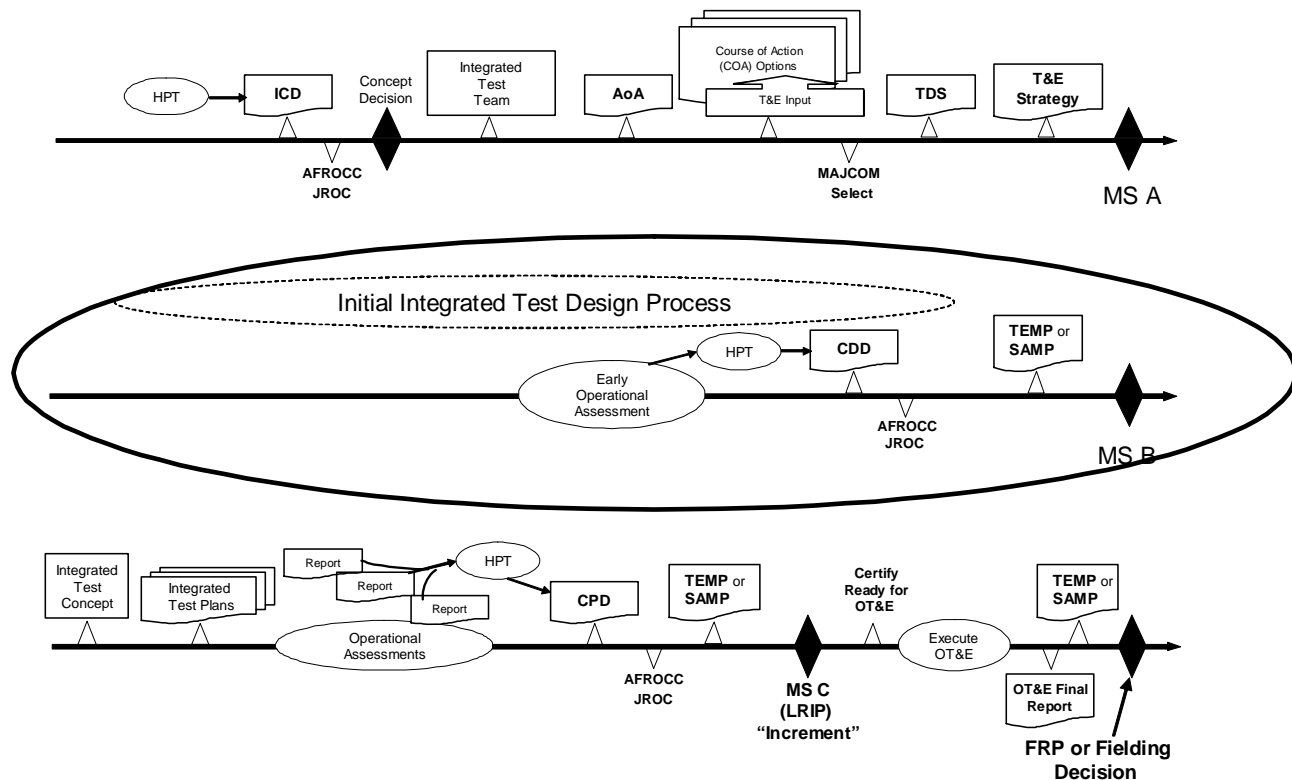 HPT
ICD
Concept
Decision
Integrated
Test
Team
AoA
Course of Action
(COA) Options
T&E Input
TDS
T&E
Strategy
AFROCC
JROC
MAJCOM
Select
MS A
Initial Integrated Test Design Process
HPT
CDD
TEMP or
SAMP
Early
Operational
Assessment
AFROCC
JROC
MS B
Integrated
Test
Concept
Integrated
Test Plans
Report
Report
Report
HPT
CPD
Operational
Assessments
TEMP or
SAMP
Certify
Ready for
OT&E
Execute
OT&E
TEMP or
SAMP
AFROCC
JROC
MS C
(LRIP)
“Increment”
OT&E Final
Report
FRP or Fielding
Decision